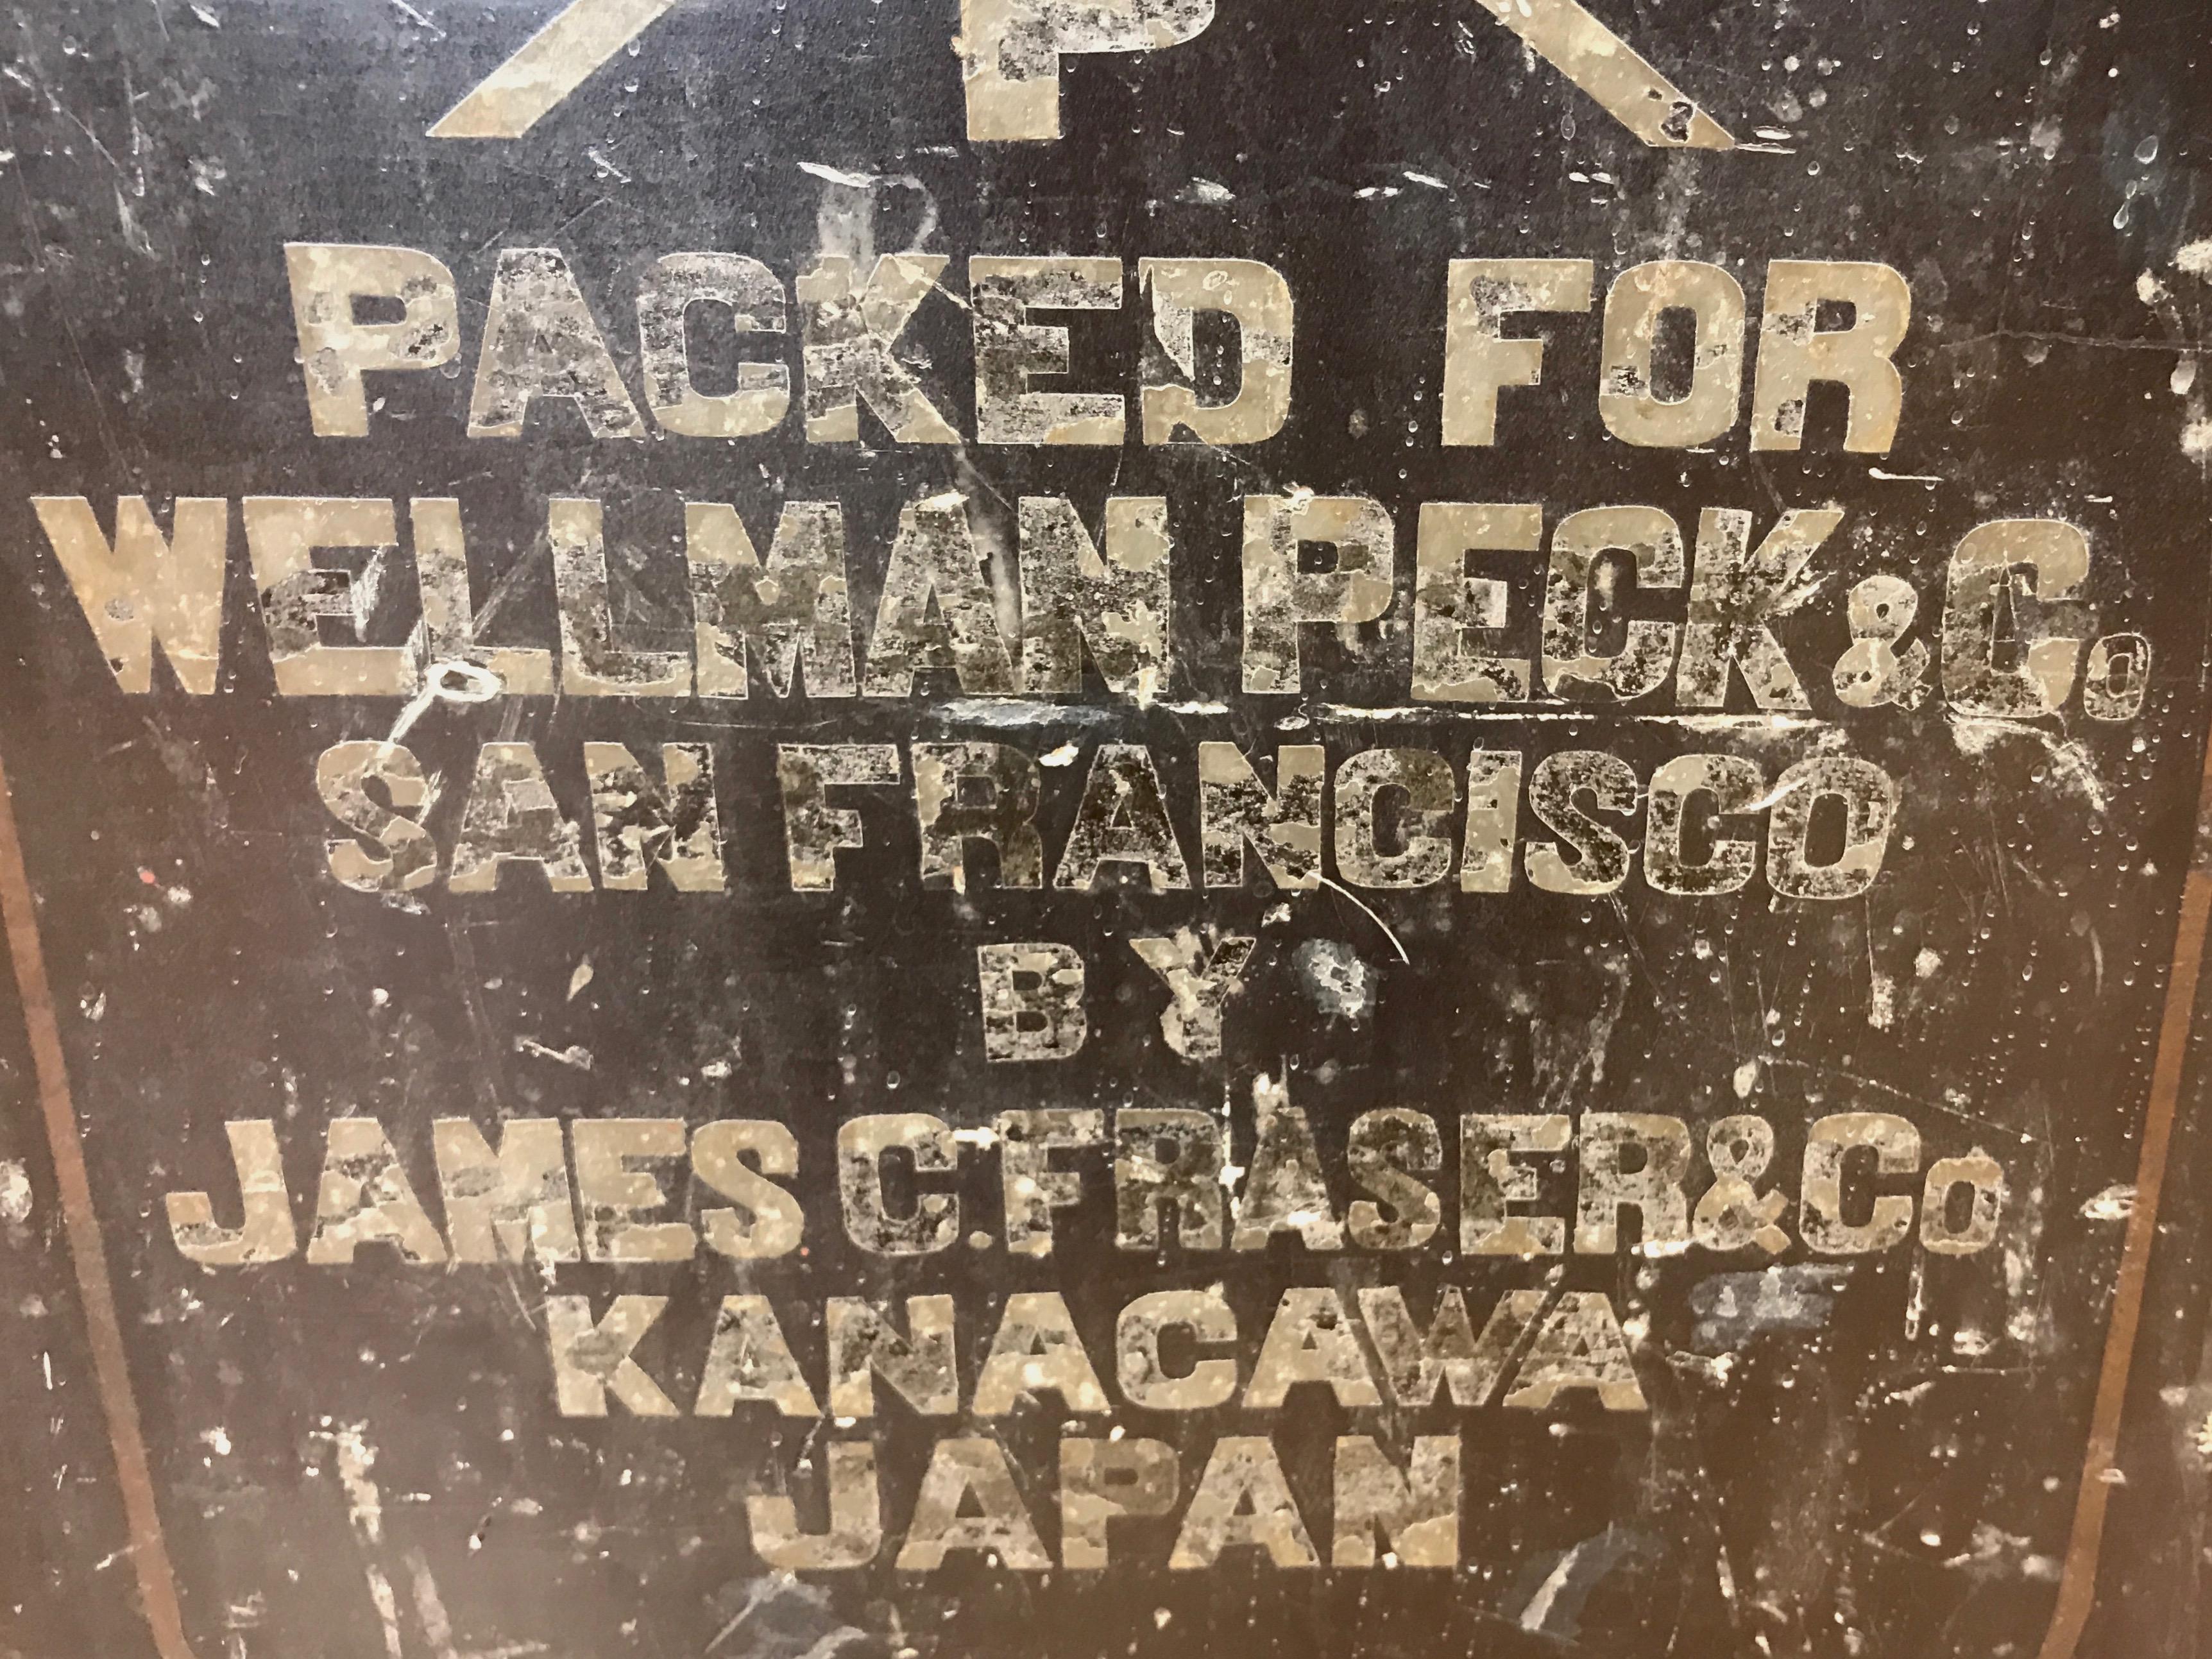 P
PACKED FOR
WELLMAN PECK & Co
SAN FRANCISCO
BY
JAMES C. FRASER & Co
KANACAWA
JAPAN